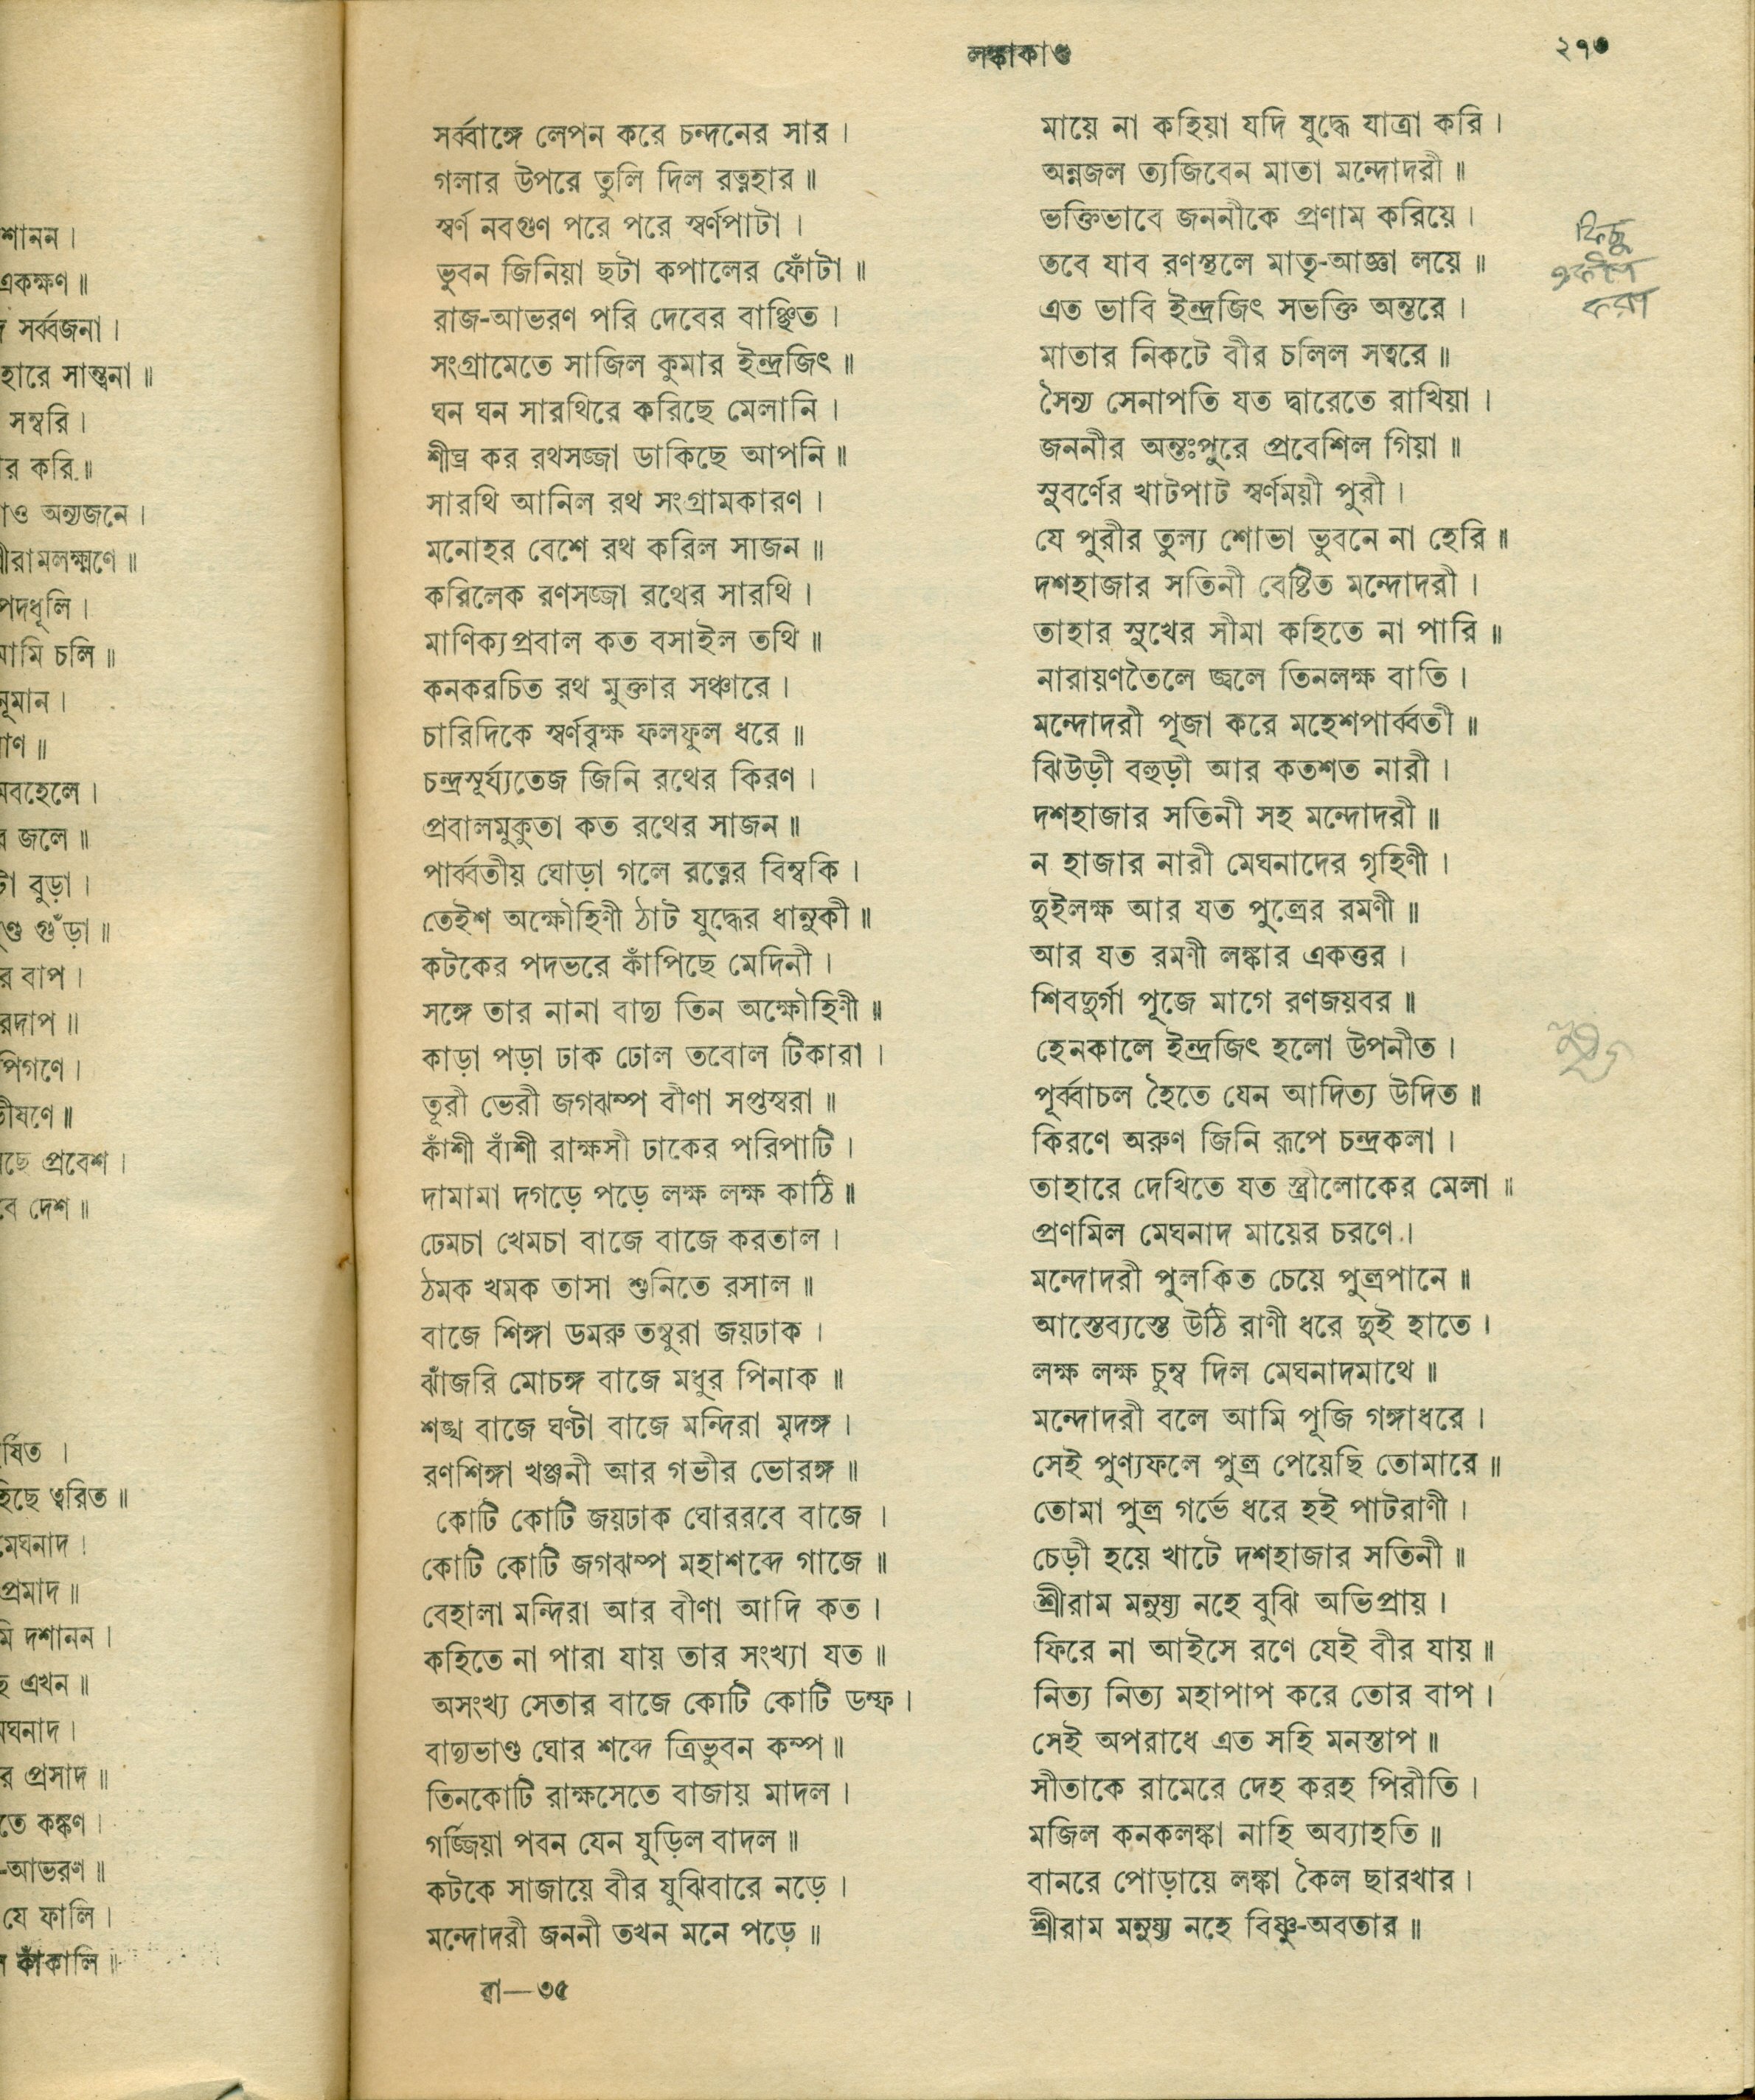 শানন ।
একক্ষণ ॥
সর্ব্বজনা ।
হারে সান্ত্বনা ॥
সম্বরি ।
র করি ॥
াও অন্যজনে ।
শ্রীরামলক্ষ্মণে ॥
পদধূলি ।
আমি চলি ॥
নূমান ।
াণ ॥
অবহেলে ।
র জলে ॥
টা বুড়া ।
ুণ্ড গুঁড়া ॥
র বাপ ।
রদাপ ॥
পিগণে ।
ভীষণে ॥
ছে প্রবেশ ।
বে দেশ ॥
র্ষিত ।
হিছে ত্বরিত ॥
মেঘনাদ ।
প্রমাদ ॥
মি দশানন ।
হ এখন ॥
মঘনাদ ।
র প্রসাদ ॥
তে কঙ্কণ ।
-আভরণ ॥
যে ফালি ।
কাঁকালি ॥
লঙ্কাকাণ্ড
২৭৩
সর্ব্বাঙ্গে লেপন করে চন্দনের সার ।
গলার উপরে তুলি দিল রত্নহার ॥
স্বর্ণ নবগুণ পরে পরে স্বর্ণপাটা ।
ভুবন জিনিয়া ছটা কপালের ফোঁটা ॥
রাজ-আভরণ পরি দেবের বাঞ্ছিত ।
সংগ্রামেতে সাজিল কুমার ইন্দ্রজিৎ ॥
ঘন ঘন সারথিরে করিছে মেলানি ।
শীঘ্র কর রথসজ্জা ডাকিছে আপনি ॥
সারথি আনিল রথ সংগ্রামকারণ ।
মনোহর বেশে রথ করিল সাজন ॥
করিলেক রণসজ্জা রথের সারথি ।
মাণিক্যপ্রবাল কত বসাইল তথি ॥
কনকরচিত রথ মুক্তার সঞ্চারে ।
চারিদিকে স্বর্ণবৃক্ষ ফলফুল ধরে ॥
চন্দ্রসূর্য্যতেজ জিনি রথের কিরণ ।
প্রবালমুকুতা কত রথের সাজন ॥
পার্ব্বতীয় ঘোড়া গলে রত্নের বিম্বকি ।
তেইশ অক্ষৌহিণী ঠাট যুদ্ধের ধানুকী ॥
কটকের পদভরে কাঁপিছে মেদিনী ।
সঙ্গে তার নানা বাদ্য তিন অক্ষৌহিণী ॥
কাড়া পড়া ঢাক ঢোল তবোল টিকারা ।
তূরী ভেরী জগঝম্প বীণা সপ্তস্বরা ॥
কাঁশী বাঁশী রাক্ষসী ঢাকের পরিপাটি ।
দামামা দগড়ে পড়ে লক্ষ লক্ষ কাঠি ॥
ঢেমচা খেমচা বাজে বাজে করতাল ।
ঠমক খমক তাসা শুনিতে রসাল ॥
বাজে শিঙ্গা ডমরু তম্বুরা জয়ঢাক ।
ঝাঁজরি মোচঙ্গ বাজে মধুর পিনাক ॥
শঙ্খ বাজে ঘণ্টা বাজে মন্দিরা মৃদঙ্গ ।
রণশিঙ্গা খঞ্জনী আর গভীর ভোরঙ্গ ॥
কোটি কোটি জয়ঢাক ঘোররবে বাজে ।
কোটি কোটি জগঝম্প মহাশব্দে গাজে ॥
বেহালা মন্দিরা আর বীণা আদি কত ।
কহিতে না পারা যায় তার সংখ্যা যত ॥
অসংখ্য সেতার বাজে কোটি কোটি ডম্ফ ।
বাদ্যভাণ্ড ঘোর শব্দে ত্রিভুবন কম্প ॥
তিনকোটি রাক্ষসেতে বাজায় মাদল ।
গর্জ্জিয়া পবন যেন যুড়িল বাদল ॥
কটকে সাজায়ে বীর যুঝিবারে নড়ে ।
মন্দোদরী জননী তখন মনে পড়ে ॥
রা—৩৫
মায়ে না কহিয়া যদি যুদ্ধে যাত্রা করি ।
অন্নজল ত্যজিবেন মাতা মন্দোদরী ॥
ভক্তিভাবে জননীকে প্রণাম করিয়ে ।
তবে যাব রণস্থলে মাতৃ-আজ্ঞা লয়ে ॥
এত ভাবি ইন্দ্রজিৎ সভক্তি অন্তরে ।
মাতার নিকটে বীর চলিল সত্বরে ॥
সৈন্য সেনাপতি যত দ্বারেতে রাখিয়া ।
জননীর অন্তঃপুরে প্রবেশিল গিয়া ॥
সুবর্ণের খাটপাট স্বর্ণময়ী পুরী ।
যে পুরীর তুল্য শোভা ভুবনে না হেরি ॥
দশহাজার সতিনী বেষ্টিত মন্দোদরী ।
তাহার সুখের সীমা কহিতে না পারি ॥
নারায়ণতৈলে জ্বলে তিনলক্ষ বাতি ।
মন্দোদরী পূজা করে মহেশপার্ব্বতী ॥
ঝিউড়ী বহুড়ী আর কতশত নারী ।
দশহাজার সতিনী সহ মন্দোদরী ॥
ন হাজার নারী মেঘনাদের গৃহিণী ।
দুইলক্ষ আর যত পুত্ত্রের রমণী ॥
আর যত রমণী লঙ্কার একত্তর ।
শিবদুর্গা পূজে মাগে রণজয়বর ॥
হেনকালে ইন্দ্রজিৎ হলো উপনীত ।
পূর্ব্বাচল হৈতে যেন আদিত্য উদিত ॥
কিরণে অরুণ জিনি রূপে চন্দ্রকলা ।
তাহারে দেখিতে যত স্ত্রীলোকের মেলা ॥
প্রণমিল মেঘনাদ মায়ের চরণে ।
মন্দোদরী পুলকিত চেয়ে পুত্ত্রপানে ॥
আস্তেব্যস্তে উঠি রাণী ধরে দুই হাতে ।
লক্ষ লক্ষ চুম্ব দিল মেঘনাদমাথে ॥
মন্দোদরী বলে আমি পূজি গঙ্গাধরে ।
সেই পুণ্যফলে পুত্ত্র পেয়েছি তোমারে ॥
তোমা পুত্ত্র গর্ভে ধরে হই পাটরাণী ।
চেড়ী হয়ে খাটে দশহাজার সতিনী ॥
শ্রীরাম মনুষ্য নহে বুঝি অভিপ্রায় ।
ফিরে না আইসে রণে যেই বীর যায় ॥
নিত্য নিত্য মহাপাপ করে তোর বাপ ।
সেই অপরাধে এত সহি মনস্তাপ ॥
সীতাকে রামেরে দেহ করহ পিরীতি ।
মজিল কনকলঙ্কা নাহি অব্যাহতি ॥
বানরে পোড়ায়ে লঙ্কা কৈল ছারখার ।
শ্রীরাম মনুষ্য নহে বিষ্ণু-অবতার ॥
কিছু
করা